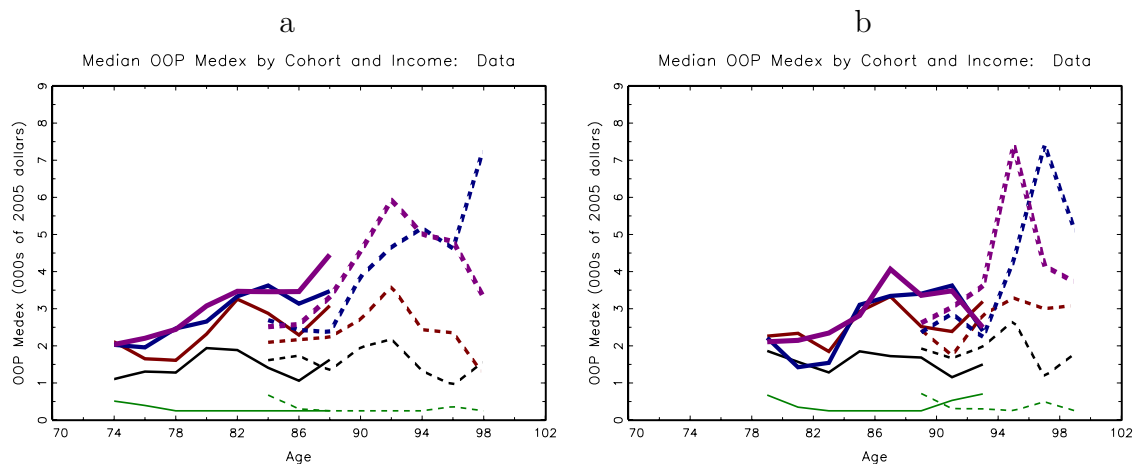 a
Median OOP Medex by Cohort and Income: Data
OOP Medex (000s of 2005 dollars)
9
8
7
6
5
4
3
2
1
0
70 74 78 82 86 90 94 98 102
Age
b
Median OOP Medex by Cohort and Income: Data
OOP Medex (000s of 2005 dollars)
9
8
7
6
5
4
3
2
1
0
70 74 78 82 86 90 94 98 102
Age